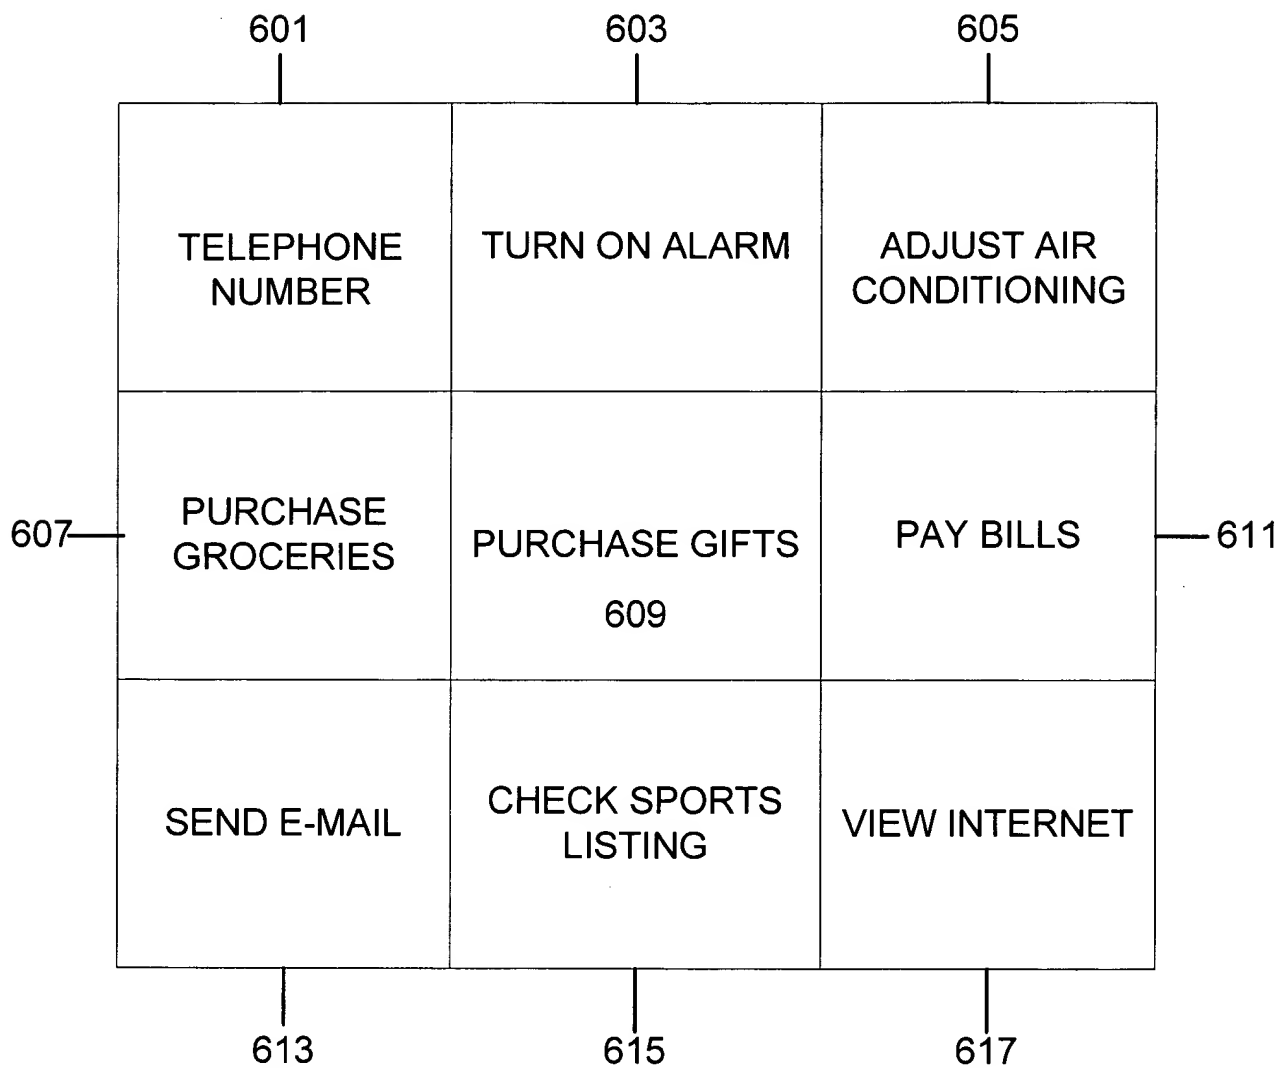 601 603 605
TELEPHONE
NUMBER
TURN ON ALARM
ADJUST AIR
CONDITIONING
607
PURCHASE
GROCERIES
PURCHASE GIFTS
609
PAY BILLS
611
SEND E-MAIL
CHECK SPORTS
LISTING
VIEW INTERNET
613 615 617